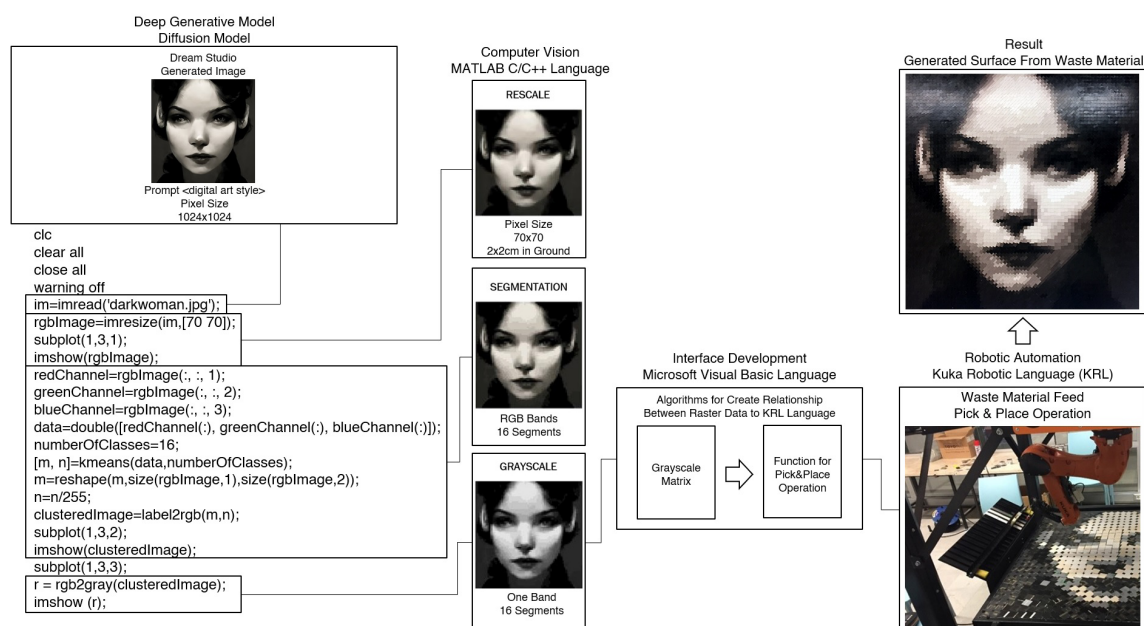 Deep Generative Model
Diffusion Model
Dream Studio
Generated Image
Prompt <digital art style>
Pixel Size
1024x1024
clc
clear all
close all
warning off
im=imread('darkwoman.jpg');
rgbImage=imresize(im,[70 70]);
subplot(1,3,1);
imshow(rgbImage);
redChannel=rgbImage(:, :, 1);
greenChannel=rgbImage(:, :, 2);
blueChannel=rgbImage(:, :, 3);
data=double([redChannel(:), greenChannel(:), blueChannel(:)]);
numberOfClasses=16;
[m, n]=kmeans(data,numberOfClasses);
m=reshape(m,size(rgbImage,1),size(rgbImage,2));
n=n/255;
clusteredImage=label2rgb(m,n);
subplot(1,3,2);
imshow(clusteredImage);
subplot(1,3,3);
r = rgb2gray(clusteredImage);
imshow (r);
Computer Vision
MATLAB C/C++ Language
RESCALE
Pixel Size
70x70
2x2cm in Ground
SEGMENTATION
RGB Bands
16 Segments
GRAYSCALE
One Band
16 Segments
Interface Development
Microsoft Visual Basic Language
Algorithms for Create Relationship
Between Raster Data to KRL Language
Grayscale
Matrix
Function for
Pick&Place
Operation
Result
Generated Surface From Waste Material
Robotic Automation
Kuka Robotic Language (KRL)
Waste Material Feed
Pick & Place Operation